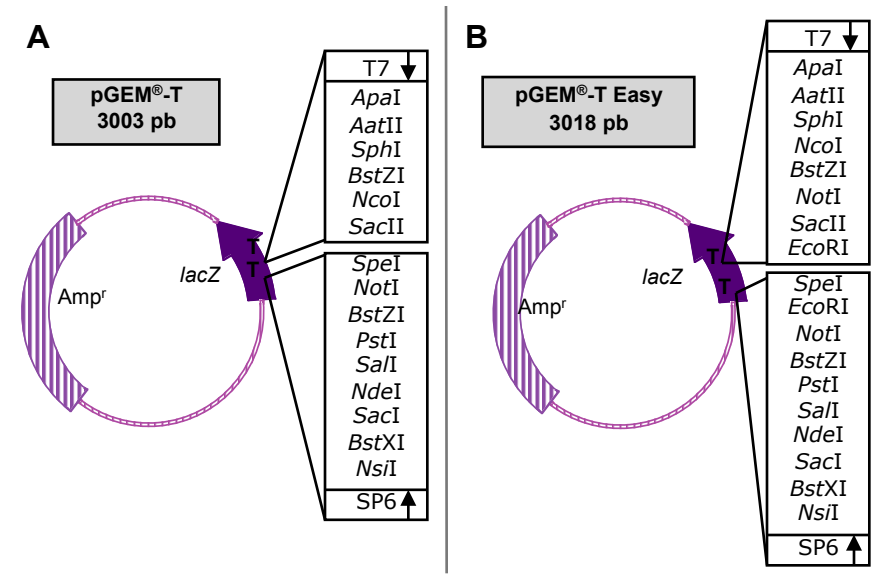 A
pGEM®-T
3003 pb
T7
ApaI
AatII
SphI
BstZI
NcoI
SacII
T
T
lacZ
Ampʳ
SpeI
NotI
BstZI
PstI
SalI
NdeI
SacI
BstXI
NsiI
SP6
B
pGEM®-T Easy
3018 pb
T7
ApaI
AatII
SphI
NcoI
BstZI
NotI
SacII
EcoRI
T
T
lacZ
Ampʳ
SpeI
EcoRI
NotI
BstZI
PstI
SalI
NdeI
SacI
BstXI
NsiI
SP6